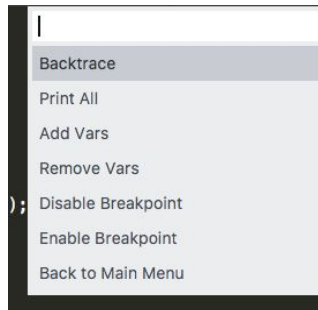 Backtrace
Print All
Add Vars
Remove Vars
);
Disable Breakpoint
Enable Breakpoint
Back to Main Menu